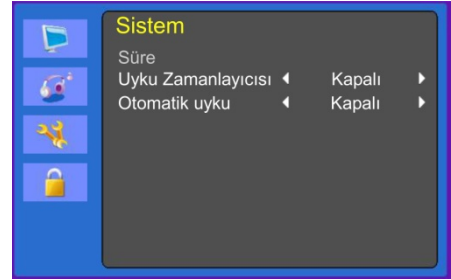 Sistem
Süre
Uyku Zamanlayıcısı Kapalı
Otomatik uyku Kapalı